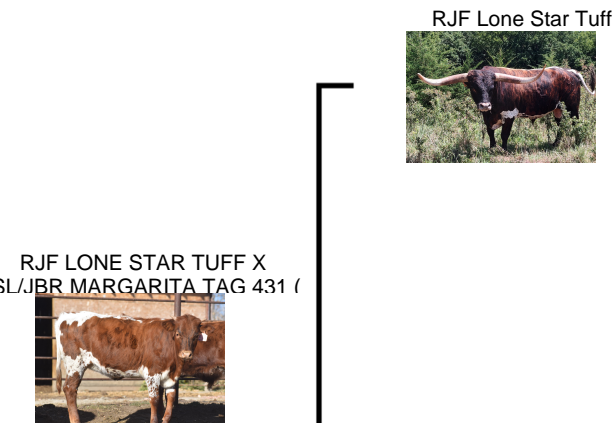 RJF Lone Star Tuff
RJF LONE STAR TUFF X
SL/JBR MARGARITA TAG 431 (